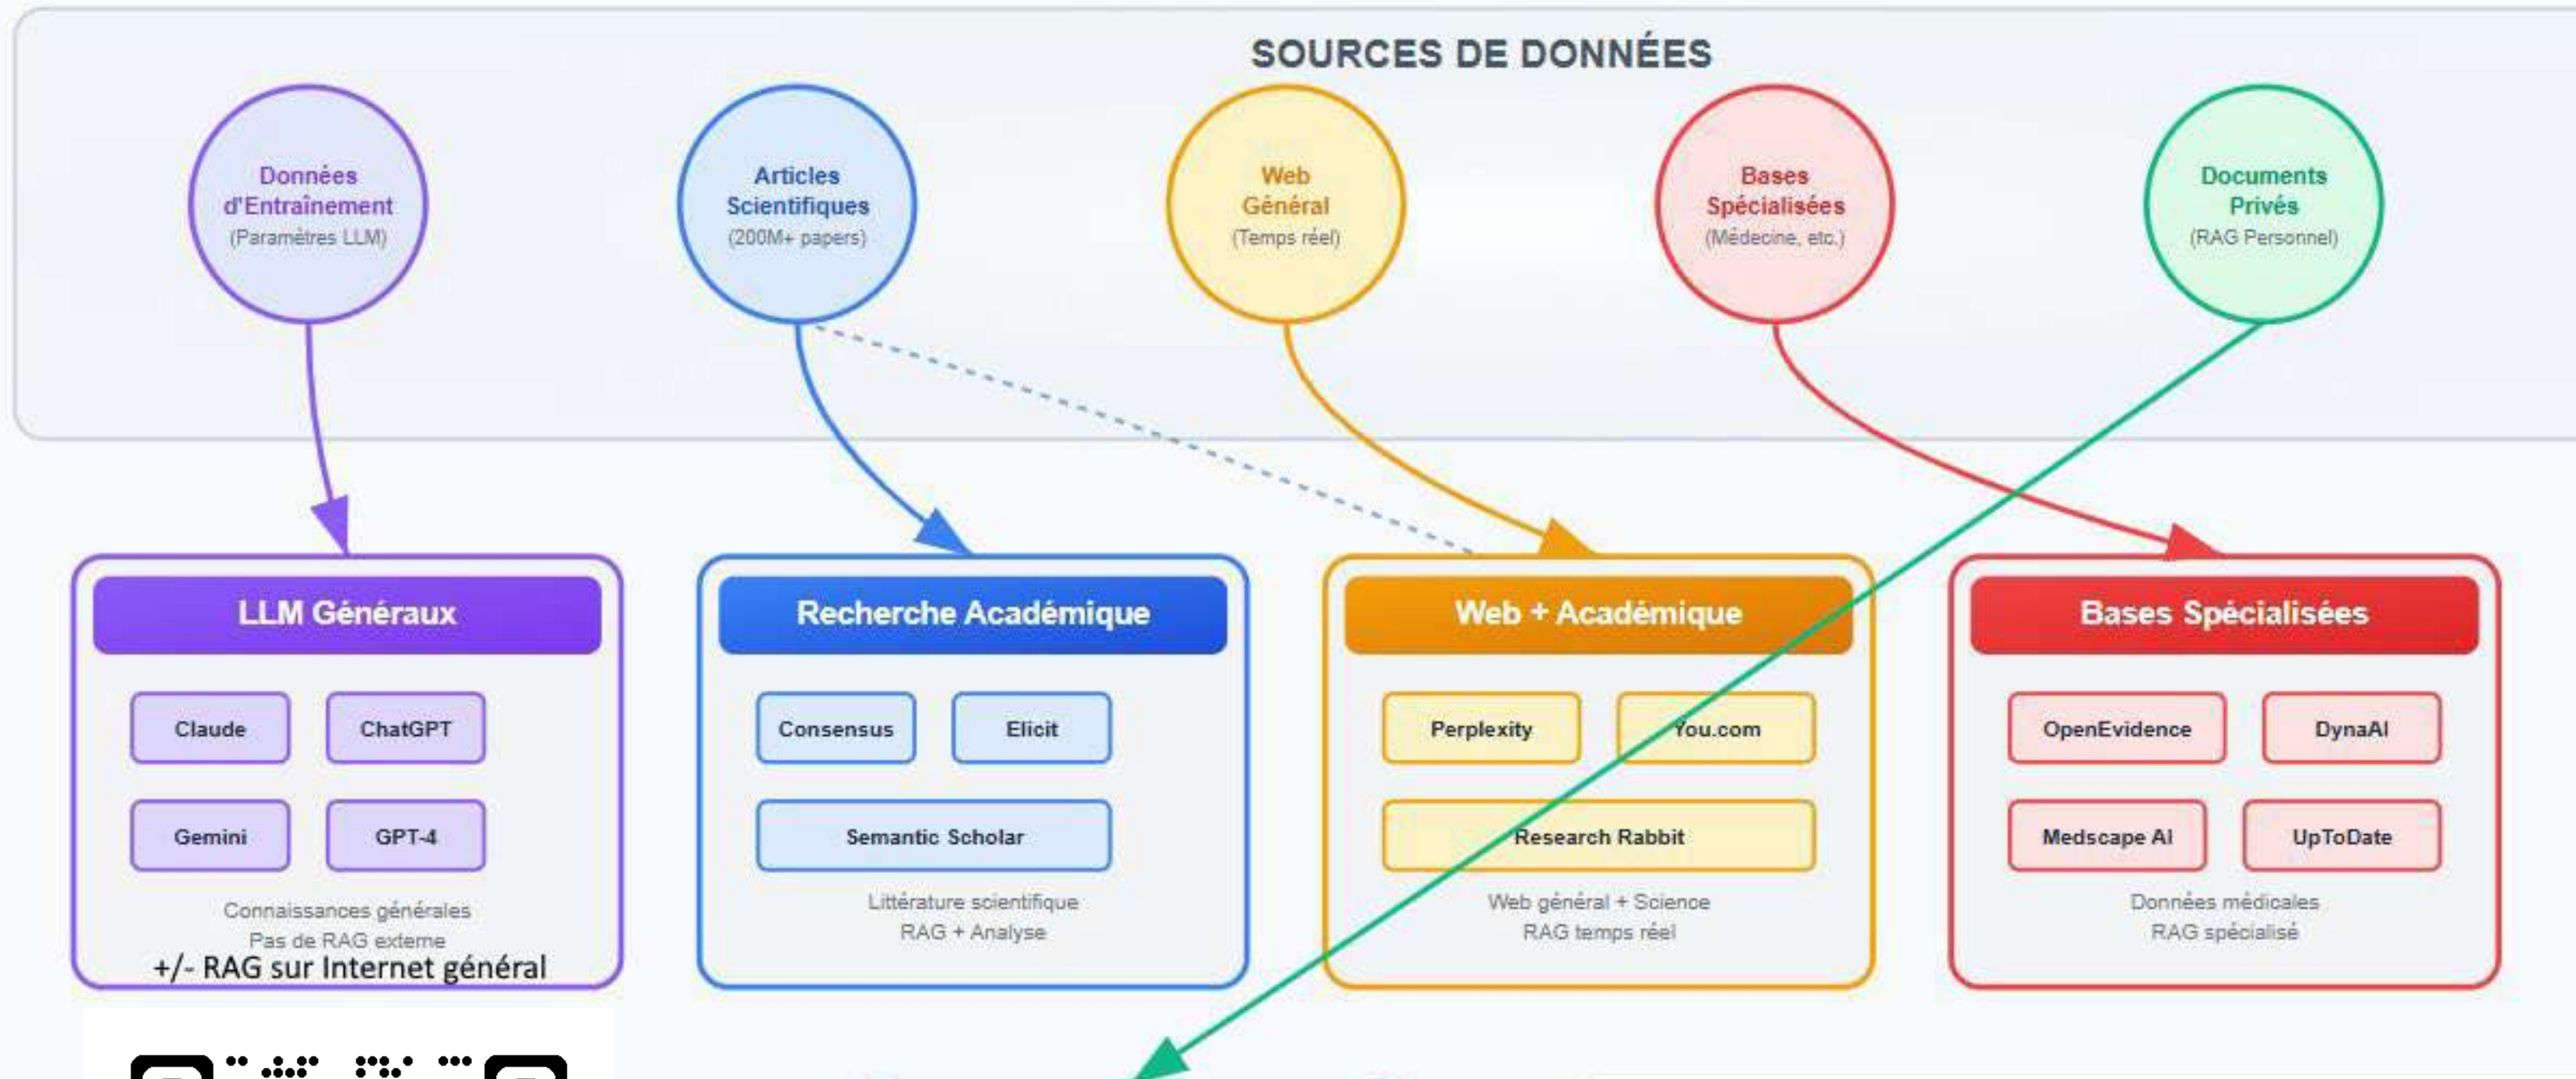 SOURCES DE DONNÉES
Données
d'Entraînement
(Paramètres LLM)
Articles
Scientifiques
(200M+ papers)
Web
Général
(Temps réel)
Bases
Spécialisées
(Médecine, etc.)
Documents
Privés
(RAG Personnel)
LLM Généraux
Claude
ChatGPT
Gemini
GPT-4
Connaissances générales
Pas de RAG externe
+/- RAG sur Internet général
Recherche Académique
Consensus
Elicit
Semantic Scholar
Littérature scientifique
RAG + Analyse
Web + Académique
Perplexity
You.com
Research Rabbit
Web général + Science
RAG temps réel
Bases Spécialisées
OpenEvidence
DynaAI
Medscape AI
UpToDate
Données médicales
RAG spécialisé